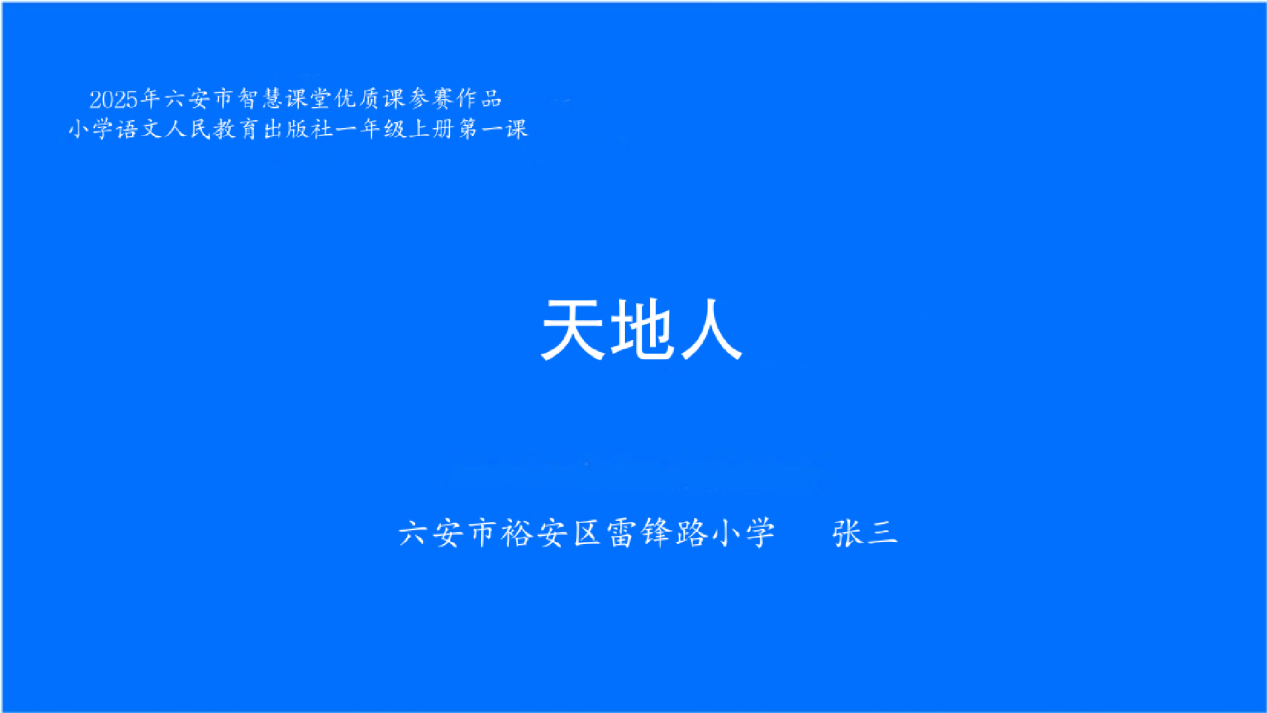 2025年六安市智慧课堂优质课参赛作品
小学语文人民教育出版社一年级上册第一课
天地人
六安市裕安区雷锋路小学 张三